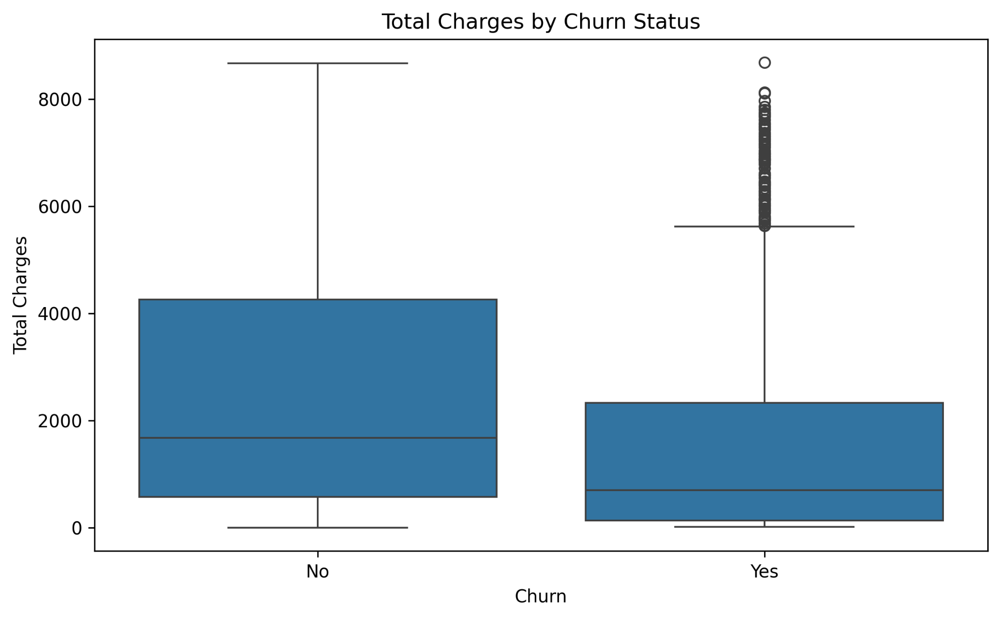 Total Charges by Churn Status
Total Charges
8000
6000
4000
2000
0
No
Yes
Churn